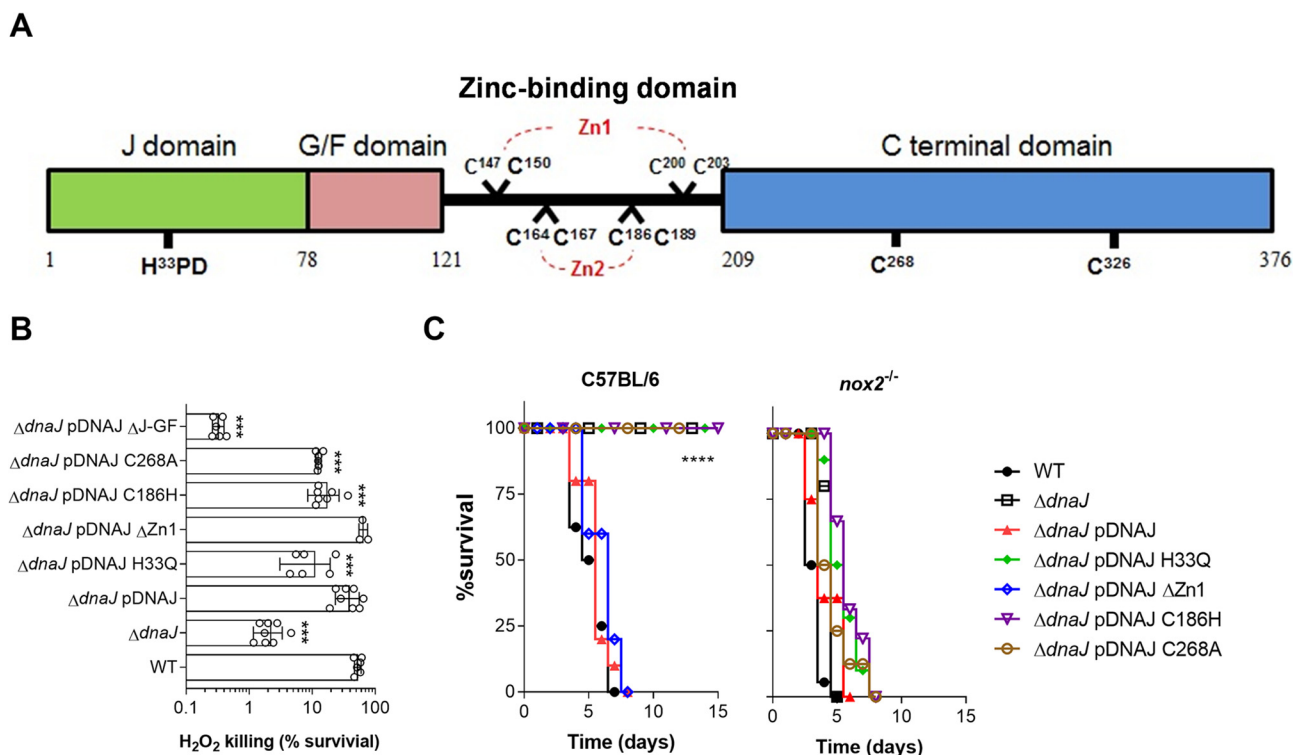 A
Zinc-binding domain
Zn1
J domain
G/F domain
C¹⁴⁷ C¹⁵⁰
C²⁰⁰ C²⁰³
C terminal domain
C¹⁶⁴ C¹⁶⁷
C¹⁸⁶ C¹⁸⁹
Zn2
1
H³³PD
78
121
209
C²⁶⁸
C³²⁶
376
B
ΔdnaJ pDNAJ ΔJ-GF
***
ΔdnaJ pDNAJ C268A
***
ΔdnaJ pDNAJ C186H
***
ΔdnaJ pDNAJ ΔZn1
ΔdnaJ pDNAJ H33Q
***
ΔdnaJ pDNAJ
ΔdnaJ
***
WT
0.1 1 10 100
H₂O₂ killing (% survivial)
C
C57BL/6
nox2⁻/⁻
%survival
100
75
50
25
0
****
0 5 10 15
Time (days)
0 5 10 15
Time (days)
WT
ΔdnaJ
ΔdnaJ pDNAJ
ΔdnaJ pDNAJ H33Q
ΔdnaJ pDNAJ ΔZn1
ΔdnaJ pDNAJ C186H
ΔdnaJ pDNAJ C268A